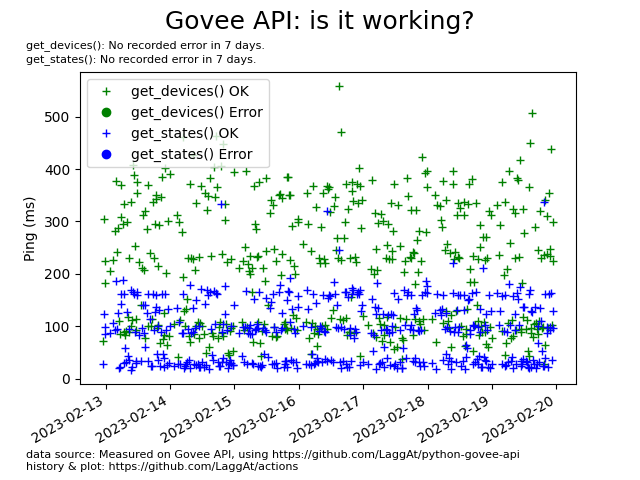 Govee API: is it working?
get_devices(): No recorded error in 7 days.
get_states(): No recorded error in 7 days.
get_devices() OK
get_devices() Error
get_states() OK
get_states() Error
Ping (ms)
500
400
300
200
100
0
2023-02-13
2023-02-14
2023-02-15
2023-02-16
2023-02-17
2023-02-18
2023-02-19
2023-02-20
data source: Measured on Govee API, using https://github.com/LaggAt/python-govee-api
history & plot: https://github.com/LaggAt/actions